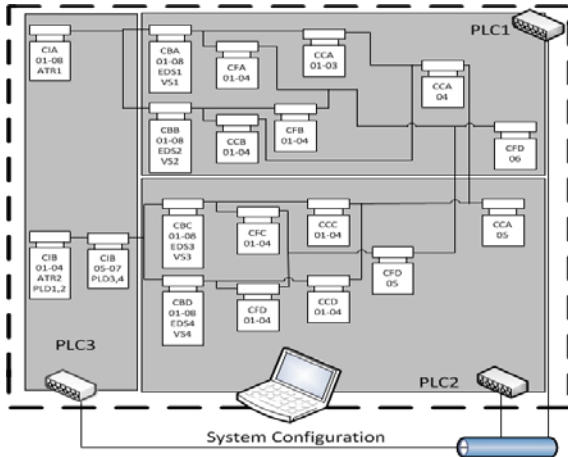 PLC1
CIA
01-08
ATR1
CBA
01-08
EDS1
VS1
CFA
01-04
CCA
01-03
CCA
04
CBB
01-08
EDS2
VS2
CCB
01-04
CFB
01-04
CFD
06
CIB
01-04
ATR2
PLD1,2
CIB
05-07
PLD3,4
CBC
01-08
EDS3
VS3
CFC
01-04
CCC
01-04
CCA
05
CFD
05
CBD
01-08
EDS4
VS4
CFD
01-04
CCD
01-04
PLC3
PLC2
System Configuration